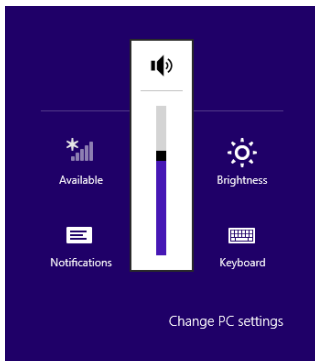 Available
Brightness
Notifications
Keyboard
Change PC settings